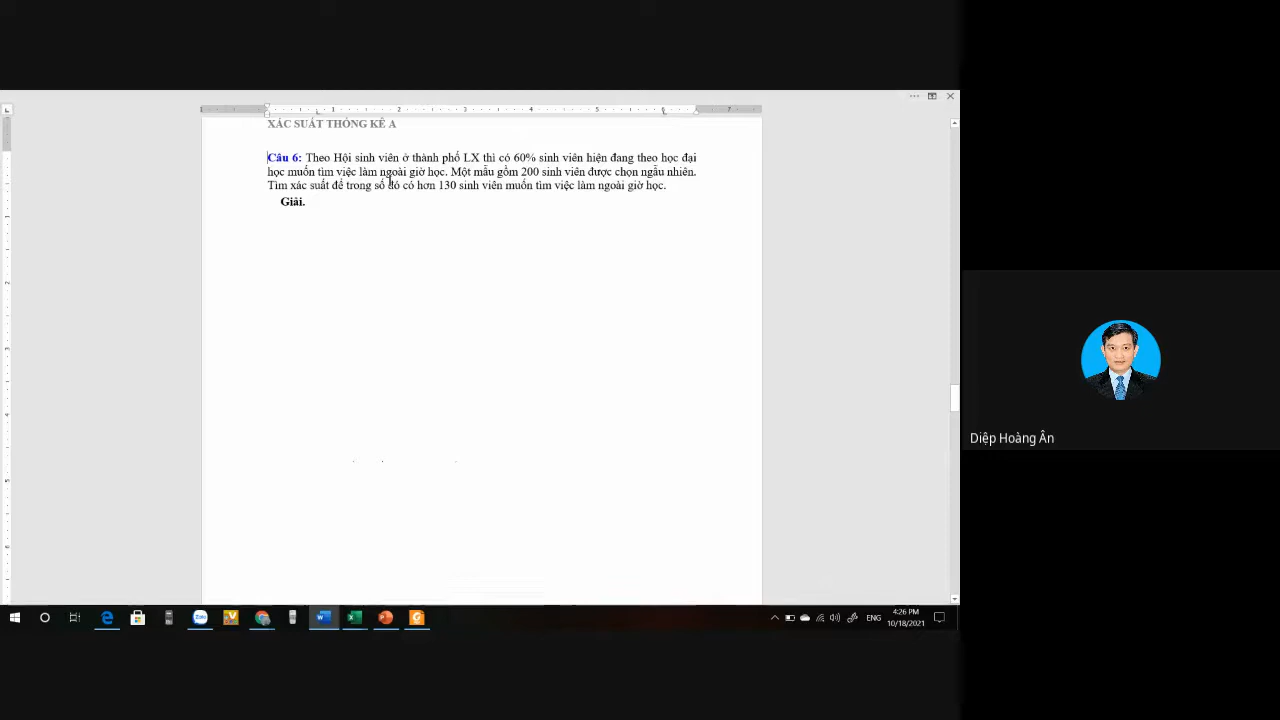 XÁC SUẤT THỐNG KÊ A
Câu 6: Theo Hội sinh viên ở thành phố LX thì có 60% sinh viên hiện đang theo học đại
học muốn tìm việc làm ngoài giờ học. Một mẫu gồm 200 sinh viên được chọn ngẫu nhiên.
Tìm xác suất để trong số đó có hơn 130 sinh viên muốn tìm việc làm ngoài giờ học.
Giải.
Diệp Hoàng Ân
Zalo
ENG
4:26 PM
10/18/2021